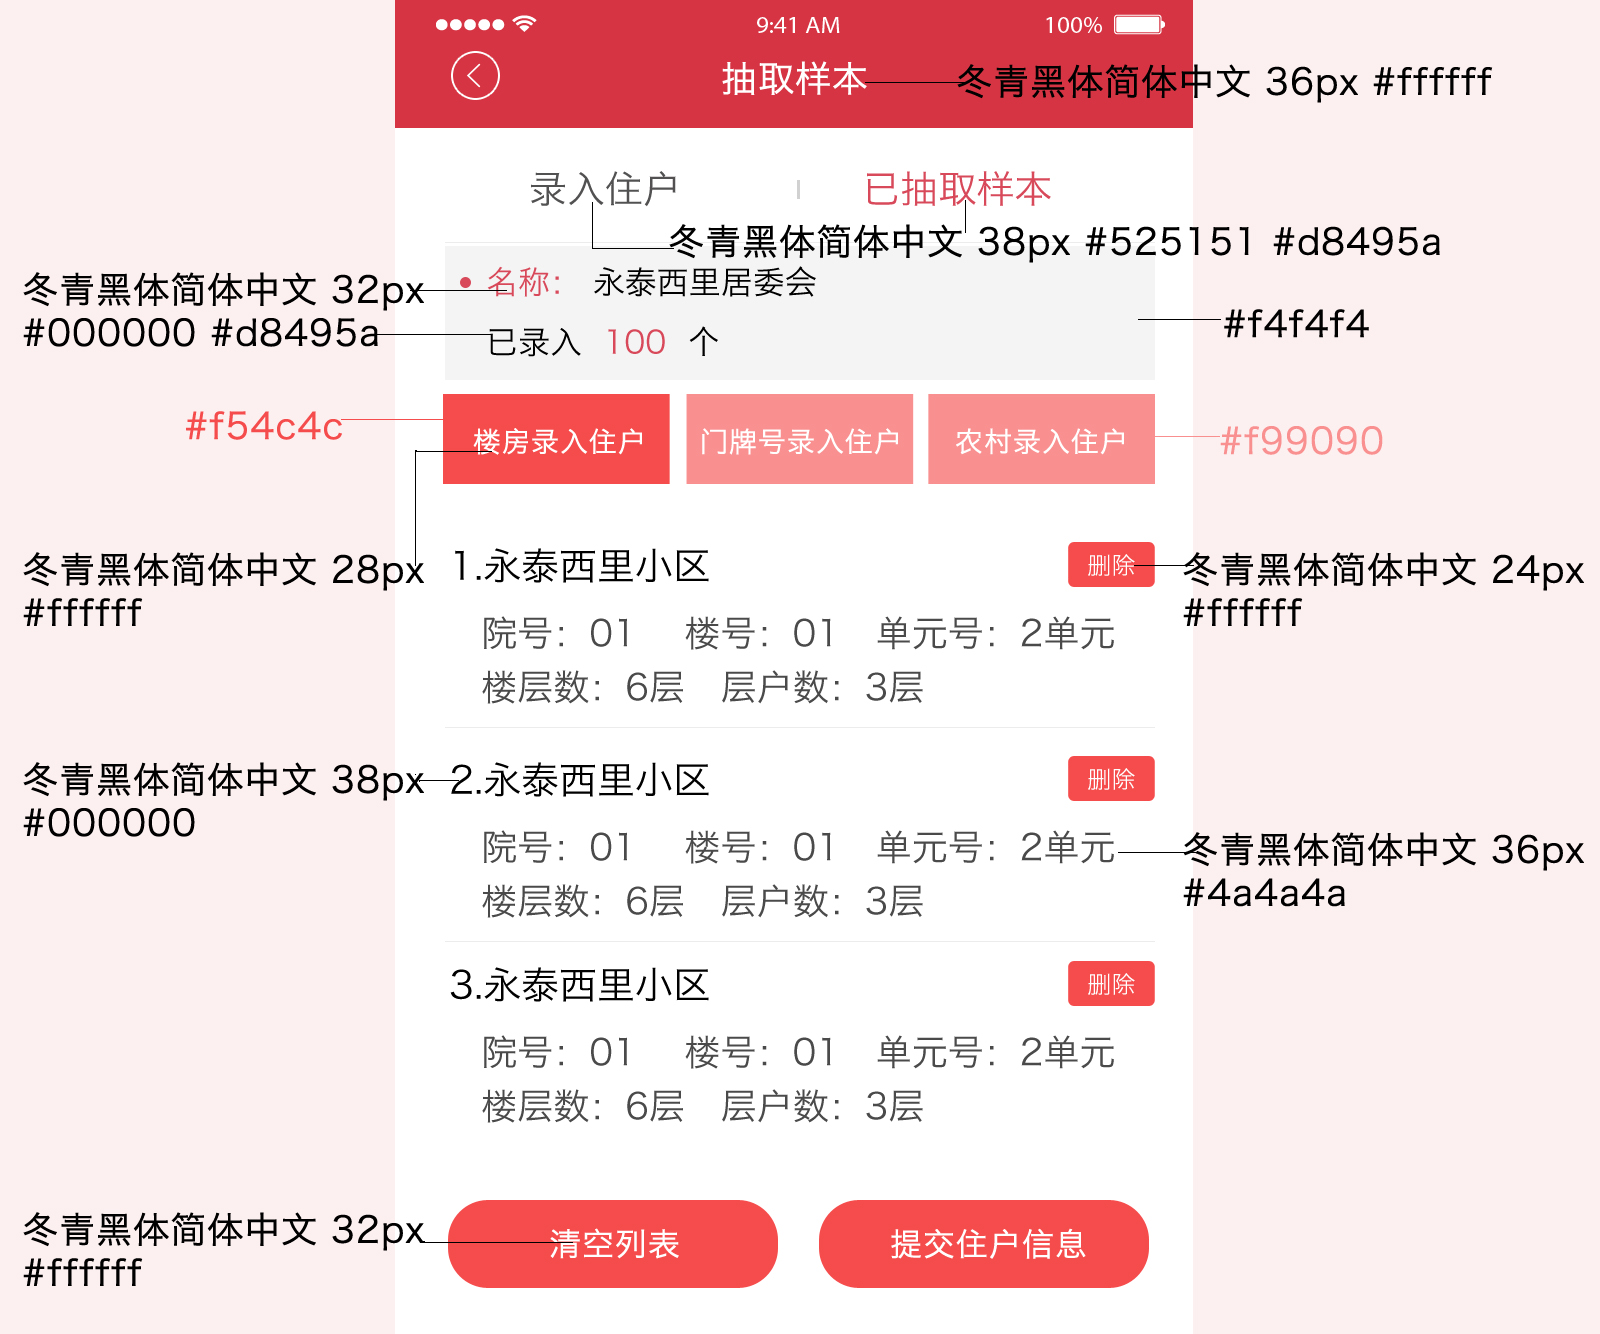 9:41 AM
100%
抽取样本
冬青黑体简体中文 36px #ffffff
录入住户
已抽取样本
冬青黑体简体中文 38px #525151 #d8495a
冬青黑体简体中文 32px
#000000 #d8495a
名称： 永泰西里居委会
已录入 100 个
#f4f4f4
#f54c4c
楼房录入住户
门牌号录入住户
农村录入住户
#f99090
冬青黑体简体中文 28px
#ffffff
1.永泰西里小区
删除
冬青黑体简体中文 24px
#ffffff
院号：01 楼号：01 单元号：2单元
楼层数：6层 层户数：3层
冬青黑体简体中文 38px
#000000
2.永泰西里小区
删除
院号：01 楼号：01 单元号：2单元
楼层数：6层 层户数：3层
冬青黑体简体中文 36px
#4a4a4a
3.永泰西里小区
删除
院号：01 楼号：01 单元号：2单元
楼层数：6层 层户数：3层
冬青黑体简体中文 32px
#ffffff
清空列表
提交住户信息